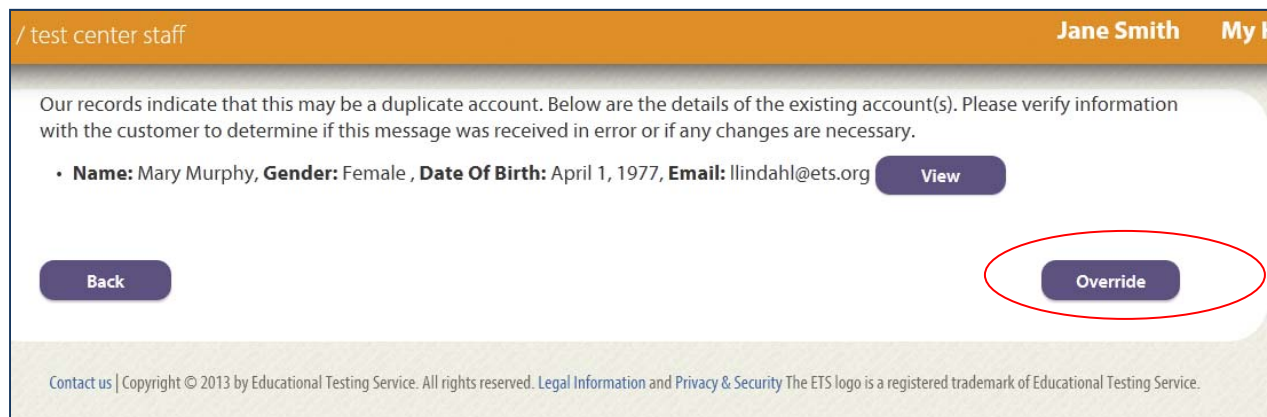 / test center staff
Jane Smith My
Our records indicate that this may be a duplicate account. Below are the details of the existing account(s). Please verify information
with the customer to determine if this message was received in error or if any changes are necessary.
• Name: Mary Murphy, Gender: Female , Date Of Birth: April 1, 1977, Email: llindahl@ets.org View
Back
Override
Contact us | Copyright © 2013 by Educational Testing Service. All rights reserved. Legal Information and Privacy & Security The ETS logo is a registered trademark of Educational Testing Service.